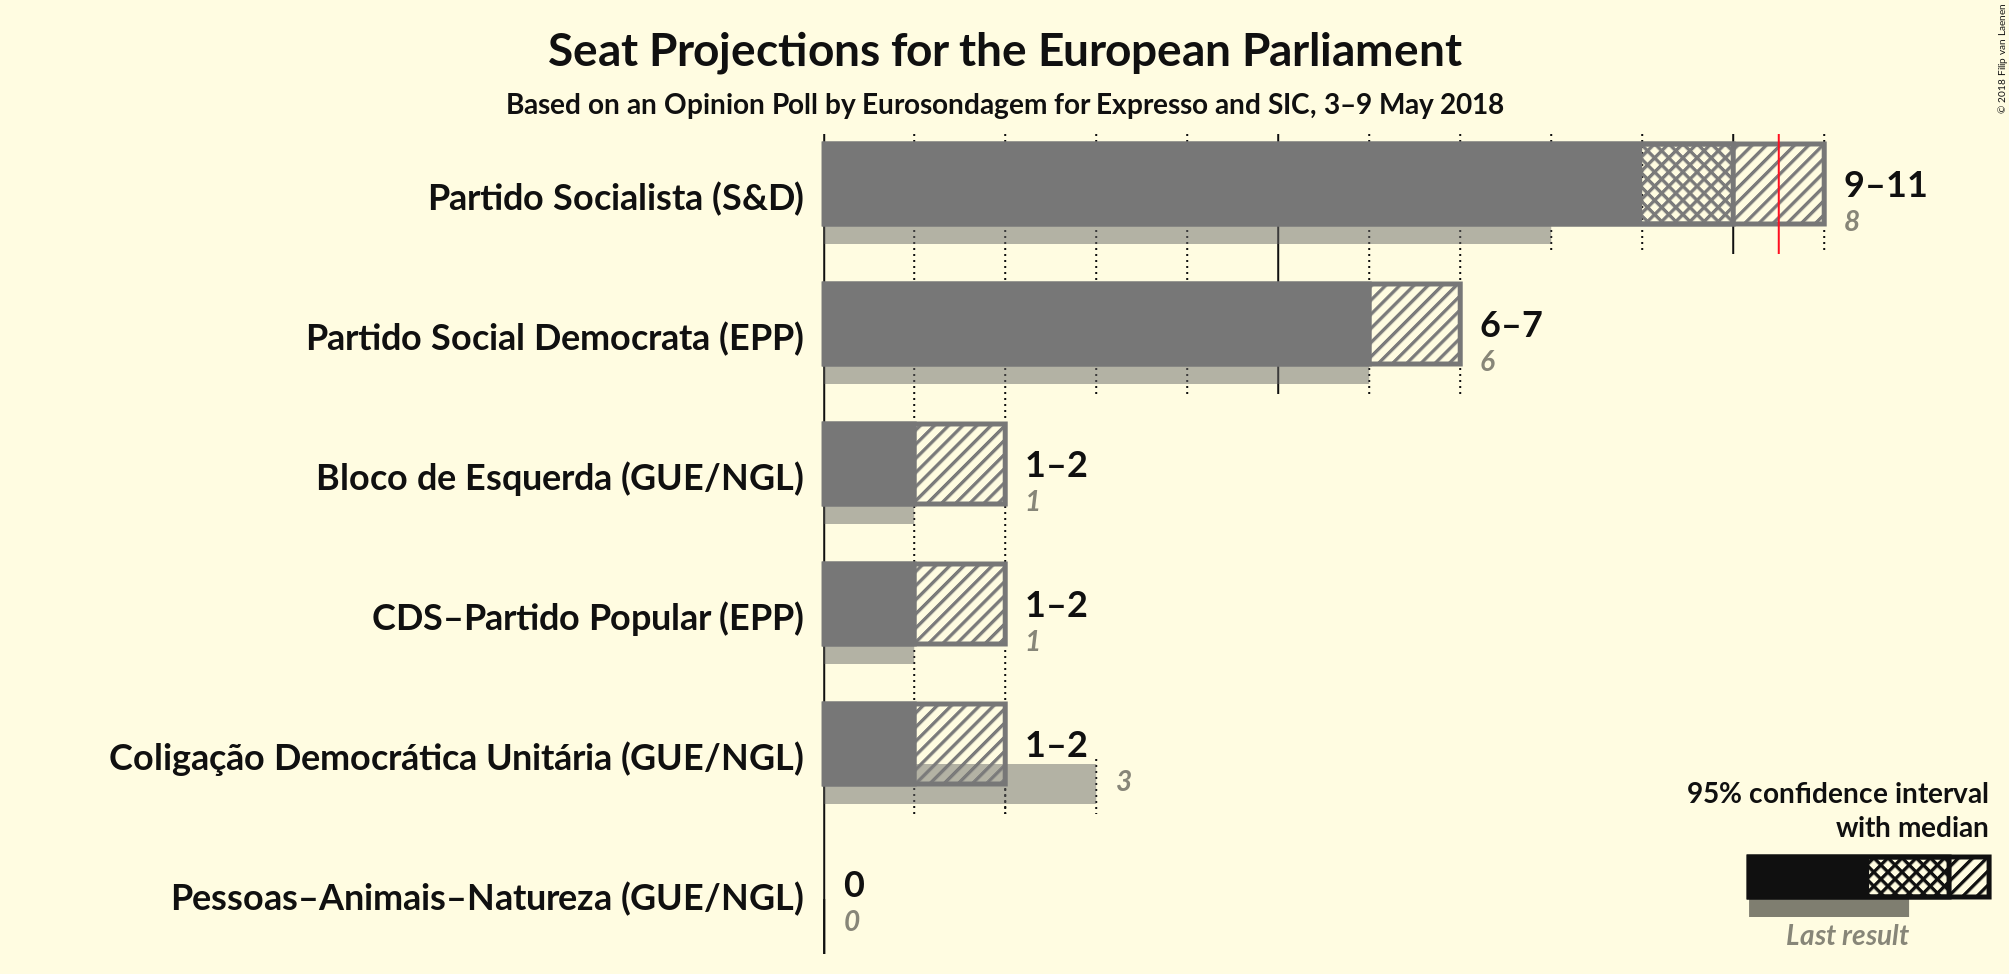 Seat Projections for the European Parliament
Based on an Opinion Poll by Eurosondagem for Expresso and SIC, 3–9 May 2018
© 2018 Filip van Laenen
Partido Socialista (S&D)
9–11
8
Partido Social Democrata (EPP)
6–7
6
Bloco de Esquerda (GUE/NGL)
1–2
1
CDS–Partido Popular (EPP)
1–2
1
Coligação Democrática Unitária (GUE/NGL)
1–2
3
Pessoas–Animais–Natureza (GUE/NGL)
0
0
95% confidence interval
with median
Last result